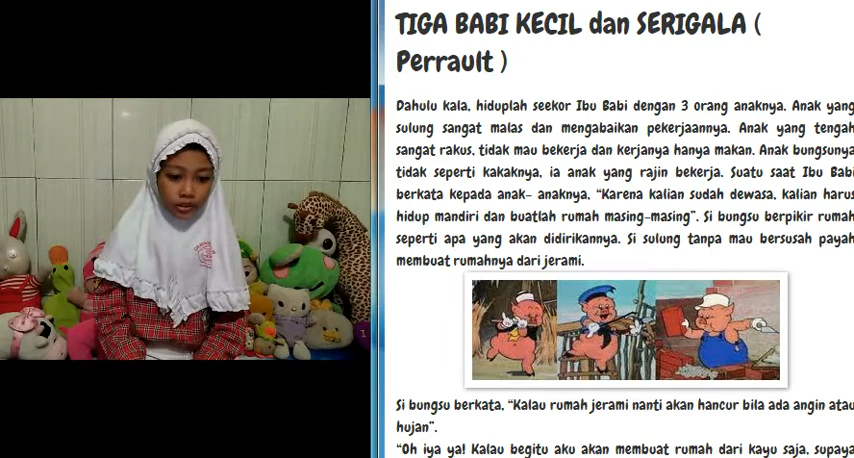 TIGA BABI KECIL dan SERIGALA (
Perrault )
Dahulu kala, hiduplah seekor Ibu Babi dengan 3 orang anaknya. Anak yang
sulung sangat malas dan mengabaikan pekerjaannya. Anak yang tengah
sangat rakus, tidak mau bekerja dan kerjanya hanya makan. Anak bungsunya
tidak seperti kakaknya, ia anak yang rajin bekerja. Suatu saat Ibu Babi
berkata kepada anak- anaknya, “Karena kalian sudah dewasa, kalian harus
hidup mandiri dan buatlah rumah masing-masing”. Si bungsu berpikir rumah
seperti apa yang akan didirikannya. Si sulung tanpa mau bersusah payah
membuat rumahnya dari jerami.
Si bungsu berkata, “Kalau rumah jerami nanti akan hancur bila ada angin atau
hujan”.
“Oh iya ya! Kalau begitu aku akan membuat rumah dari kayu saja, supaya